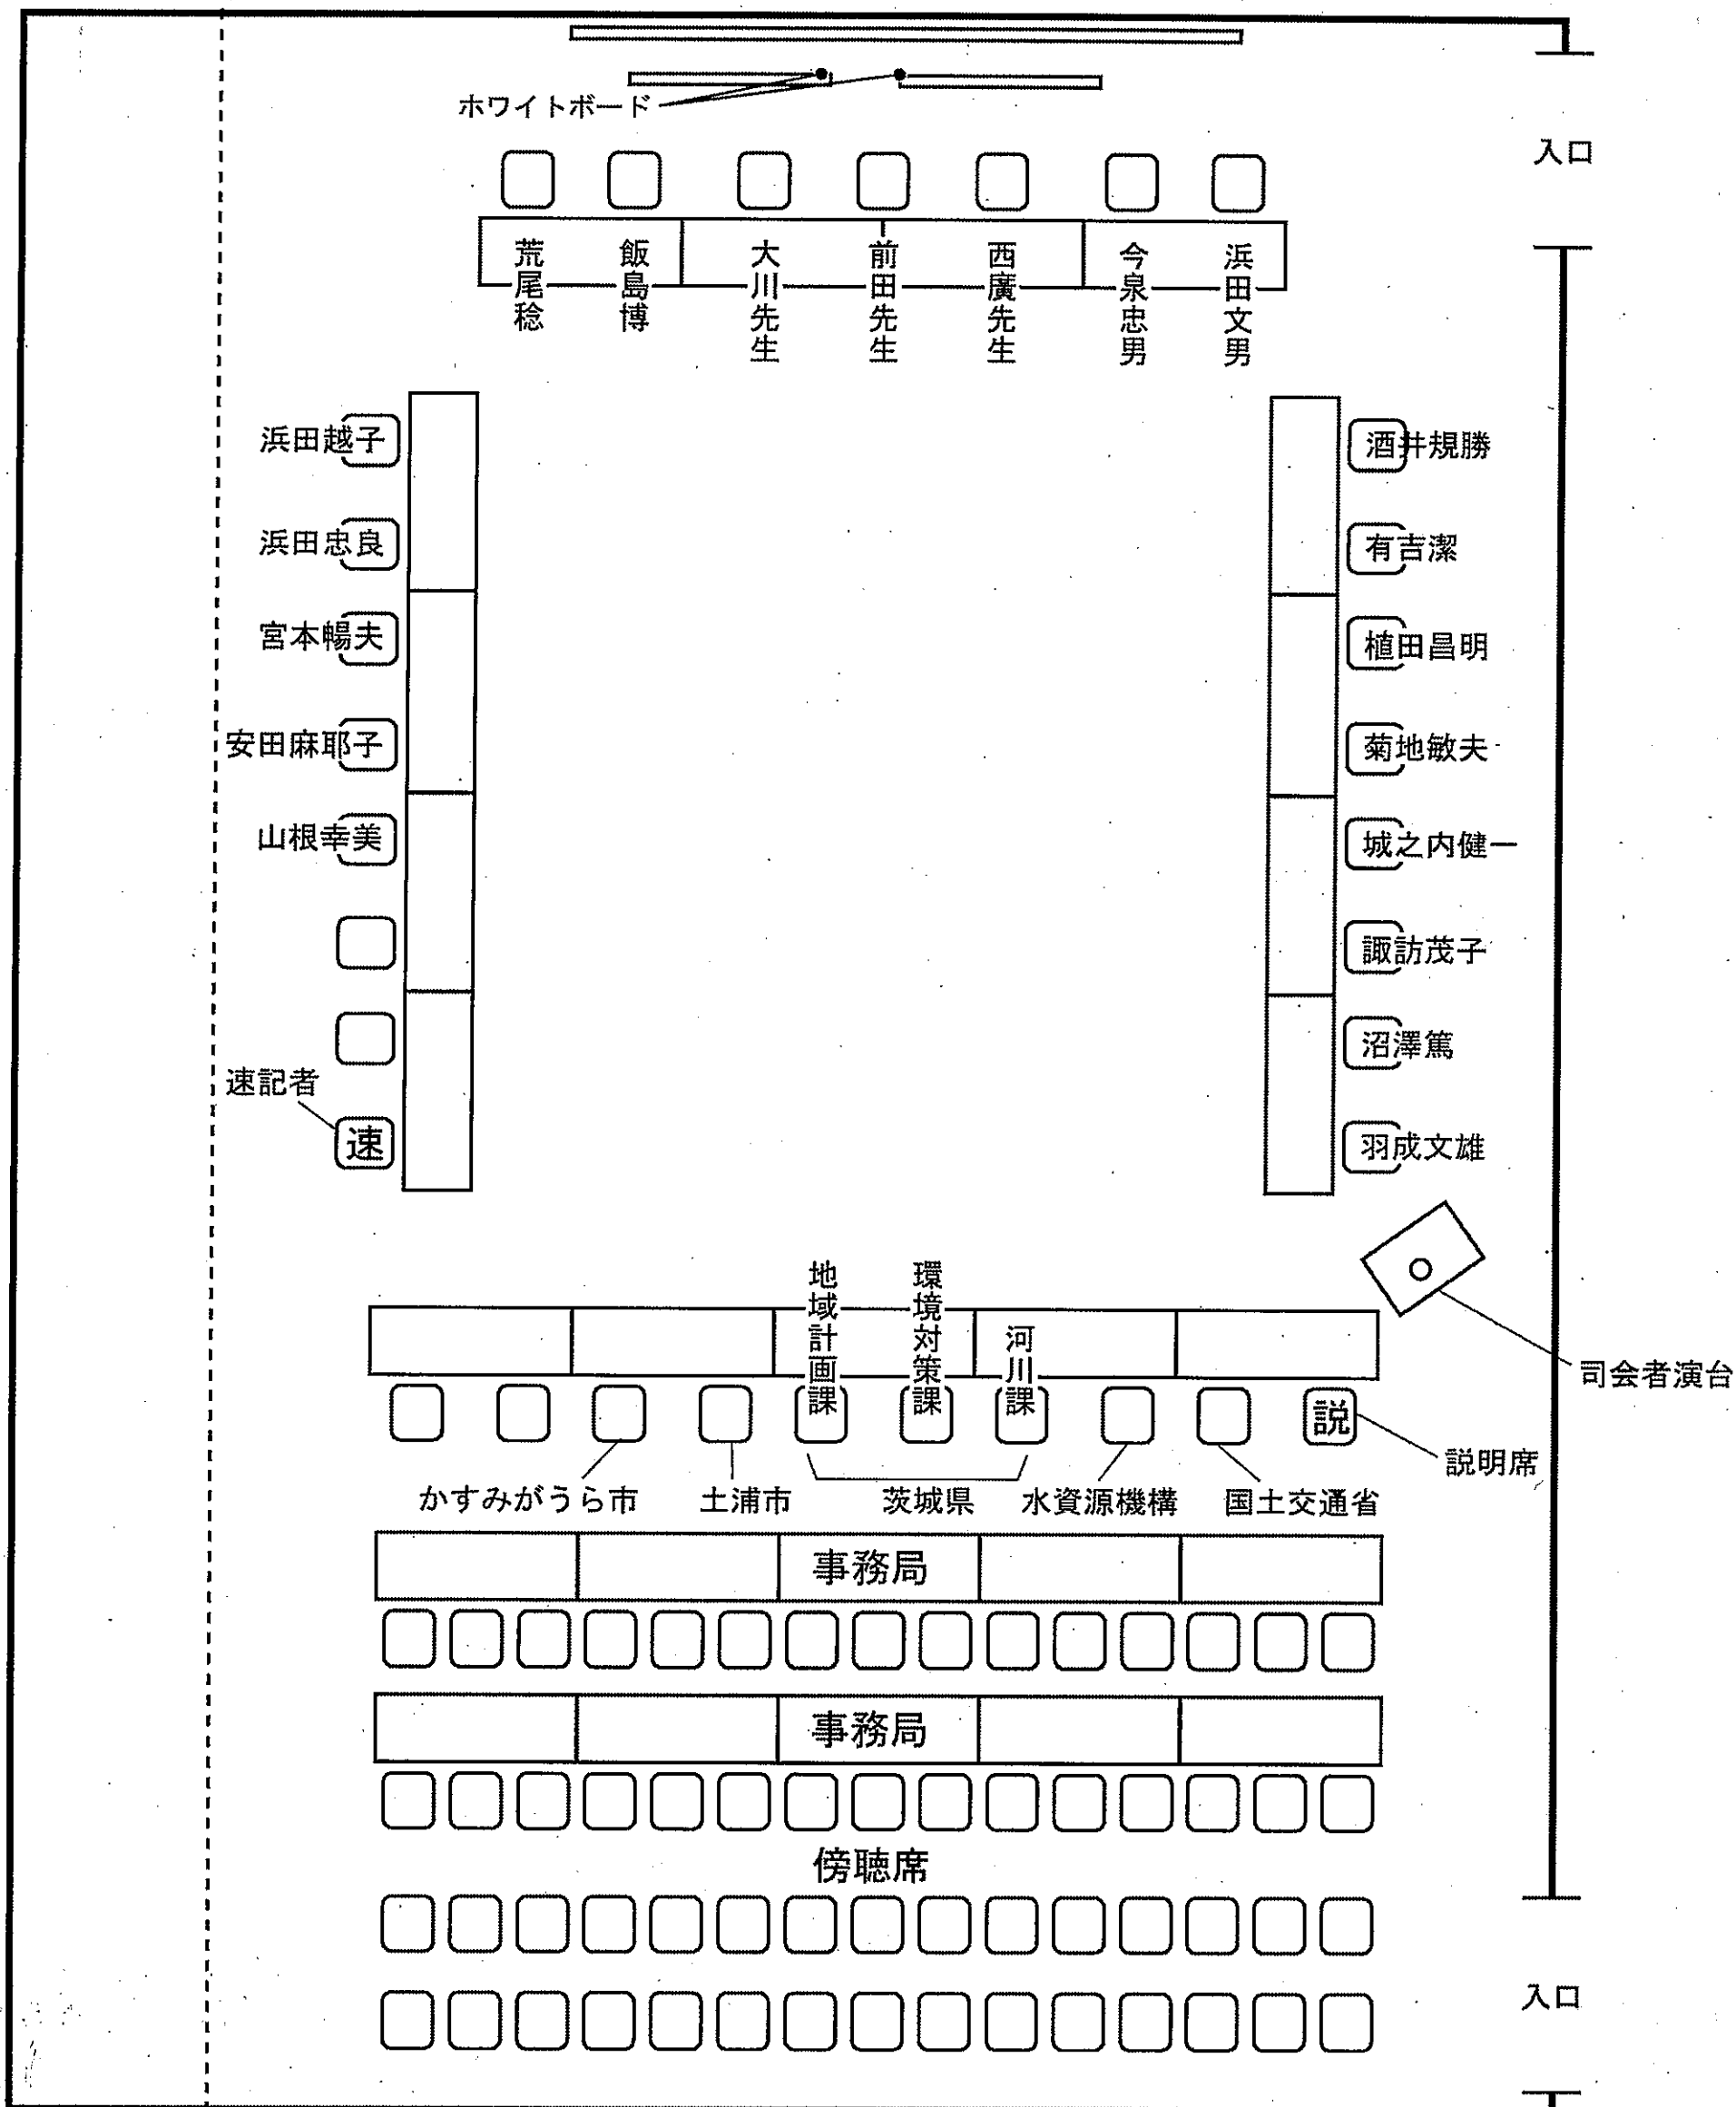 ホワイトボード
入口
荒尾稔
飯島博
大川先生
前田先生
西廣先生
今泉忠男
浜田文男
浜田越子
浜田忠良
宮本暢夫
安田麻耶子
山根幸美
速記者
速
酒井規勝
有吉潔
植田昌明
菊地敏夫
城之内健一
諏訪茂子
沼澤篤
羽成文雄
司会者演台
地域計画課
環境対策課
河川課
説
説明席
かすみがうら市
土浦市
茨城県
水資源機構
国土交通省
事務局
事務局
傍聴席
入口